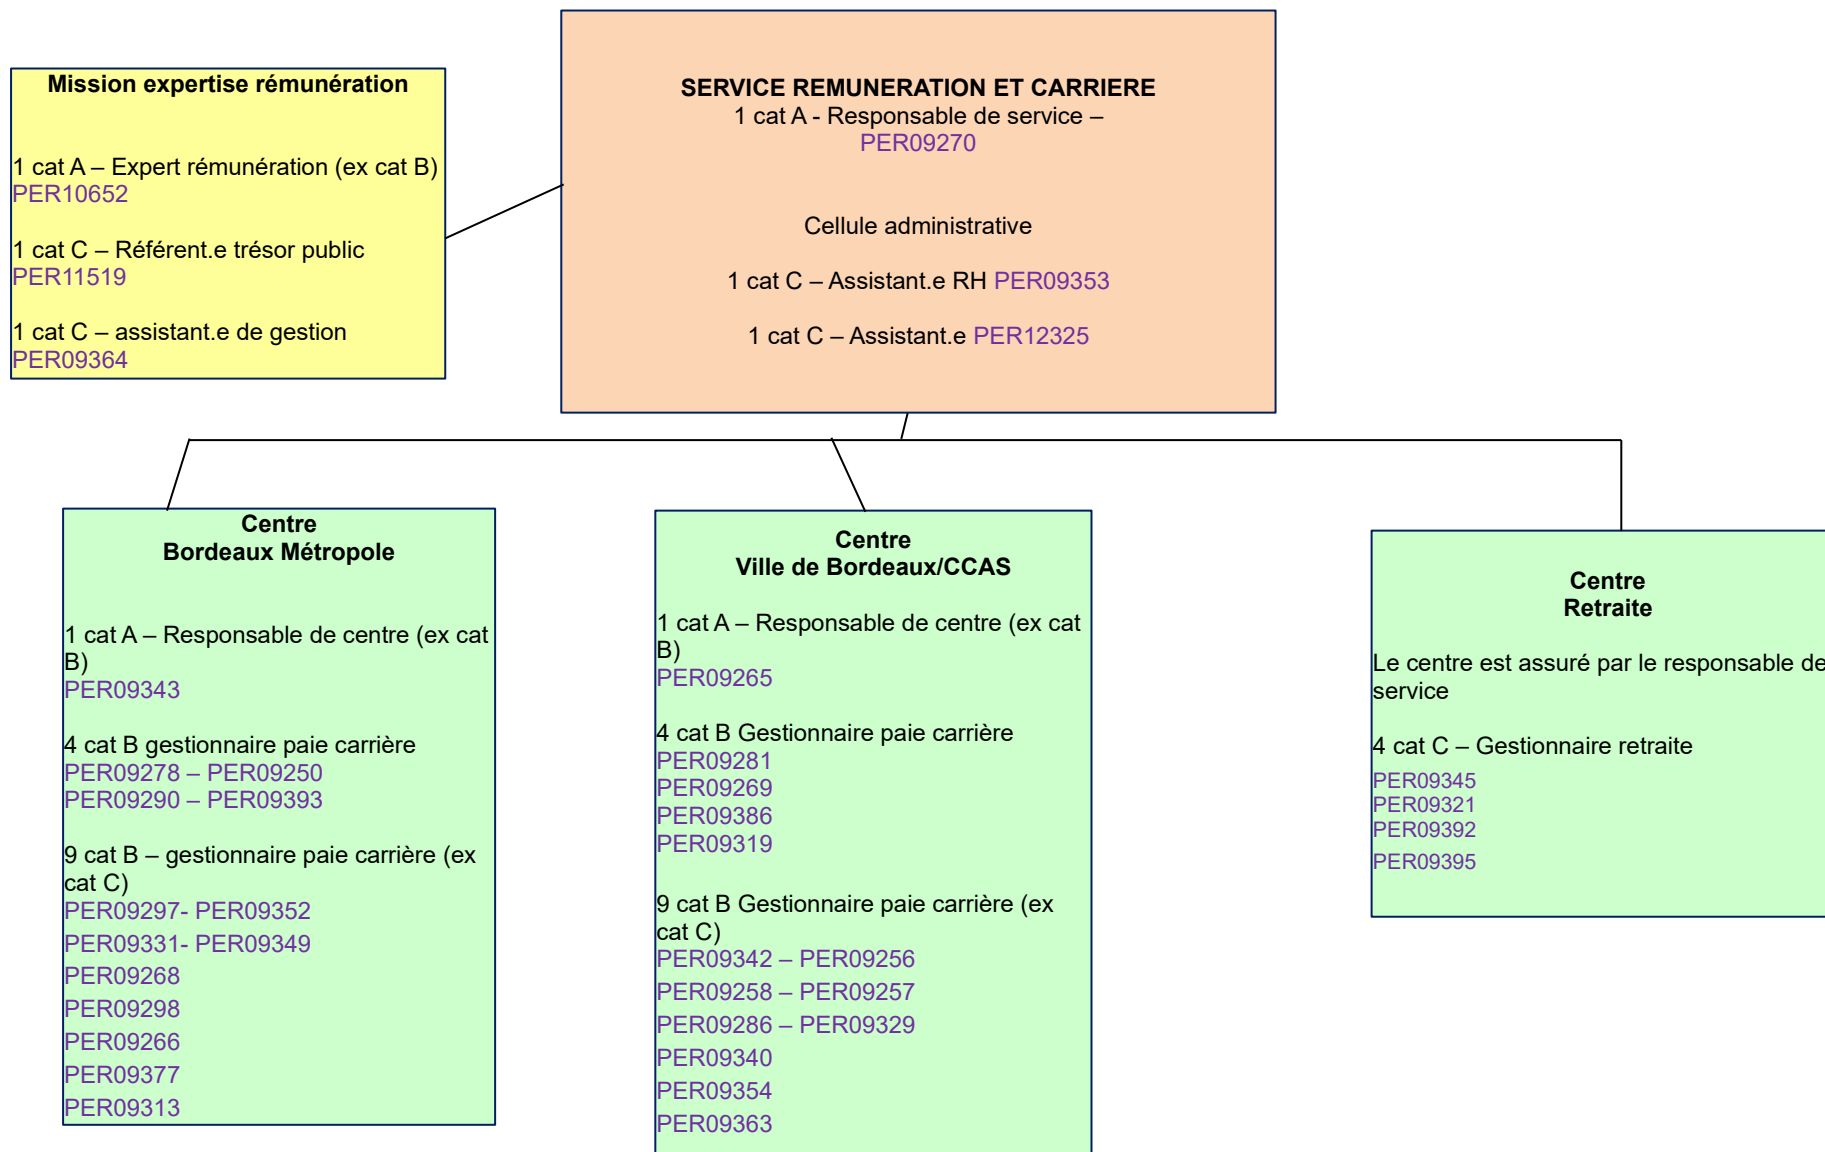 Mission expertise rémunération
1 cat A – Expert rémunération (ex cat B)
PER10652
1 cat C – Référent.e trésor public
PER11519
1 cat C – assistant.e de gestion
PER09364
SERVICE REMUNERATION ET CARRIERE
1 cat A - Responsable de service –
PER09270
Cellule administrative
1 cat C – Assistant.e RH PER09353
1 cat C – Assistant.e PER12325
Centre
Bordeaux Métropole
1 cat A – Responsable de centre (ex cat
B)
PER09343
4 cat B gestionnaire paie carrière
PER09278 – PER09250
PER09290 – PER09393
9 cat B – gestionnaire paie carrière (ex
cat C)
PER09297- PER09352
PER09331- PER09349
PER09268
PER09298
PER09266
PER09377
PER09313
Centre
Ville de Bordeaux/CCAS
1 cat A – Responsable de centre (ex cat
B)
PER09265
4 cat B Gestionnaire paie carrière
PER09281
PER09269
PER09386
PER09319
9 cat B Gestionnaire paie carrière (ex
cat C)
PER09342 – PER09256
PER09258 – PER09257
PER09286 – PER09329
PER09340
PER09354
PER09363
Centre
Retraite
Le centre est assuré par le responsable de
service
4 cat C – Gestionnaire retraite
PER09345
PER09321
PER09392
PER09395